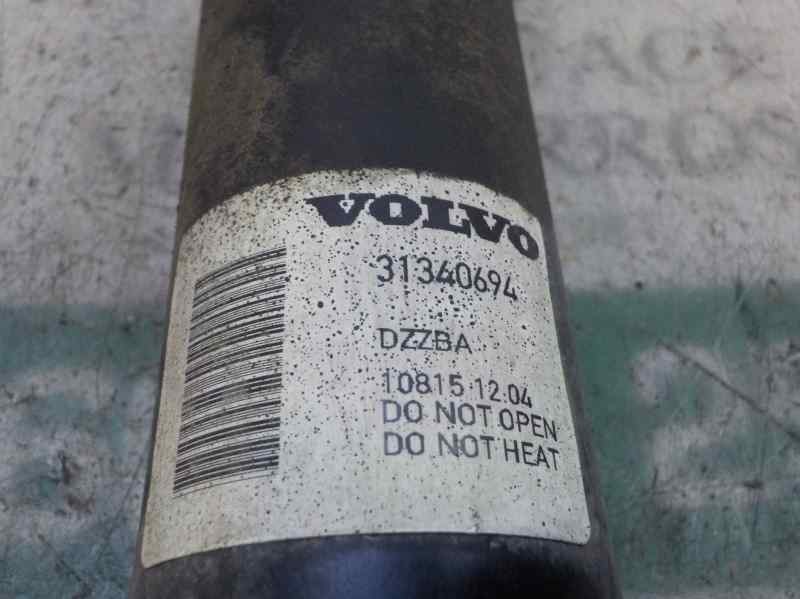 VOLVO
31340694
DZZBA
10815 12.04
DO NOT OPEN
DO NOT HEAT